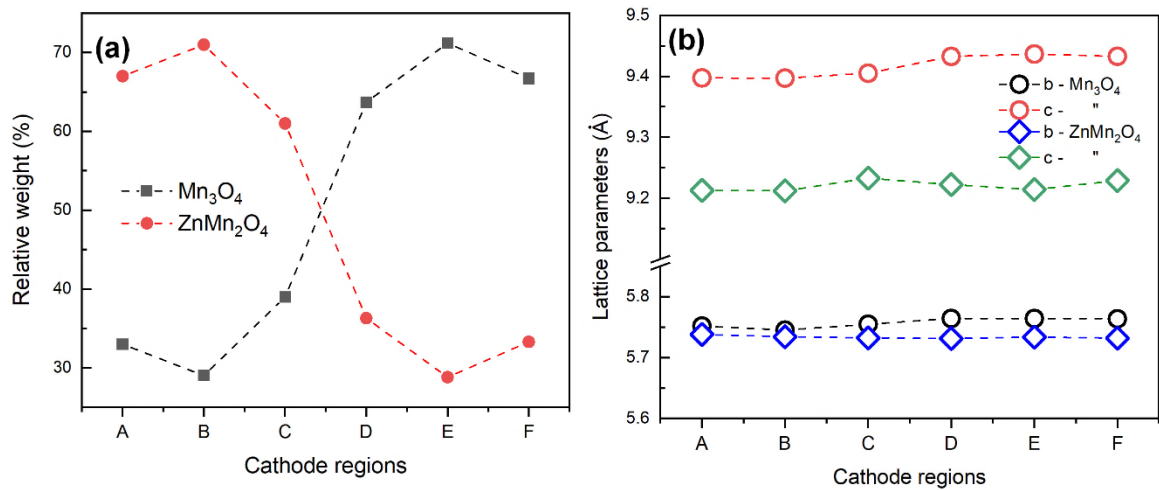 (a)
Relative weight (%)
70
60
50
40
30
Mn₃O₄
ZnMn₂O₄
A B C D E F
Cathode regions
(b)
Lattice parameters (Å)
9.5
9.4
9.3
9.2
5.8
5.7
5.6
b - Mn₃O₄
c - "
b - ZnMn₂O₄
c - "
A B C D E F
Cathode regions